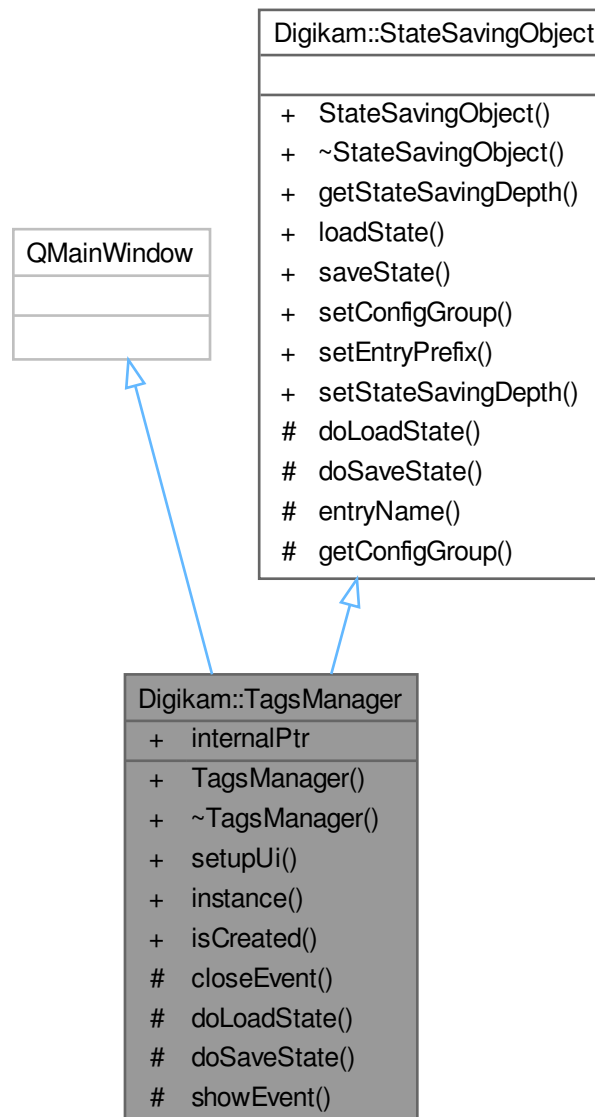 Digikam::StateSavingObject
+ StateSavingObject()
+ ~StateSavingObject()
+ getStateSavingDepth()
+ loadState()
+ saveState()
+ setConfigGroup()
+ setEntryPrefix()
+ setStateSavingDepth()
# doLoadState()
# doSaveState()
# entryName()
# getConfigGroup()
QMainWindow
Digikam::TagsManager
+ internalPtr
+ TagsManager()
+ ~TagsManager()
+ setupUi()
+ instance()
+ isCreated()
# closeEvent()
# doLoadState()
# doSaveState()
# showEvent()